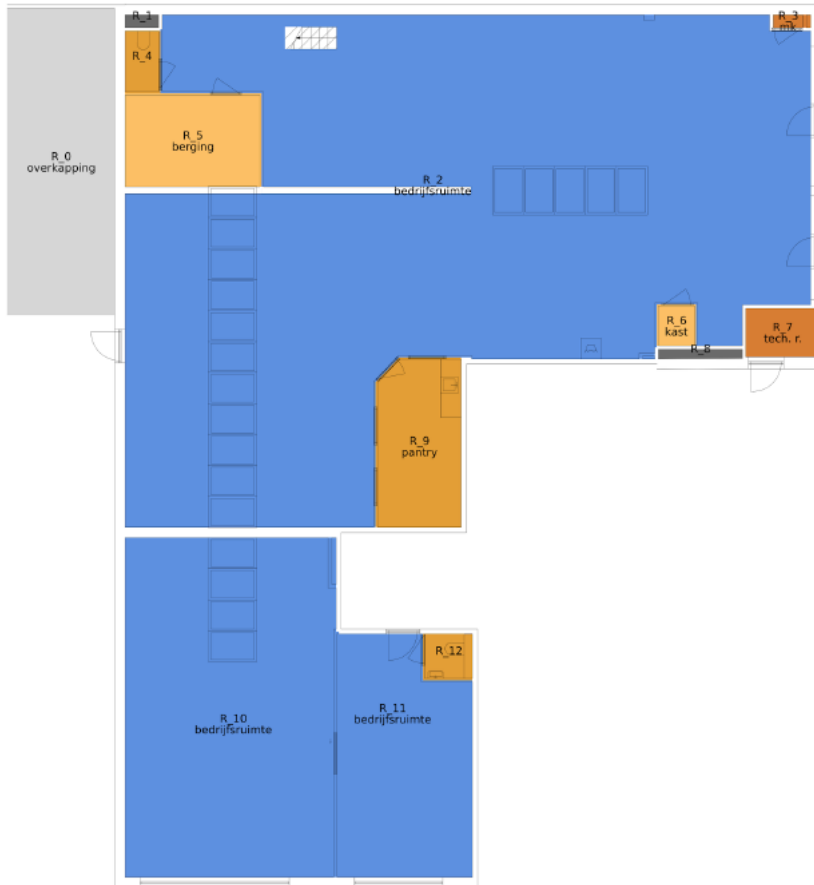 R_1
R_3
mk
R_4
R_5
berging
R_0
overkapping
R_2
bedrijfsruimte
R_6
kast
R_7
tech. r.
R_8
R_9
pantry
R_12
R_10
bedrijfsruimte
R_11
bedrijfsruimte